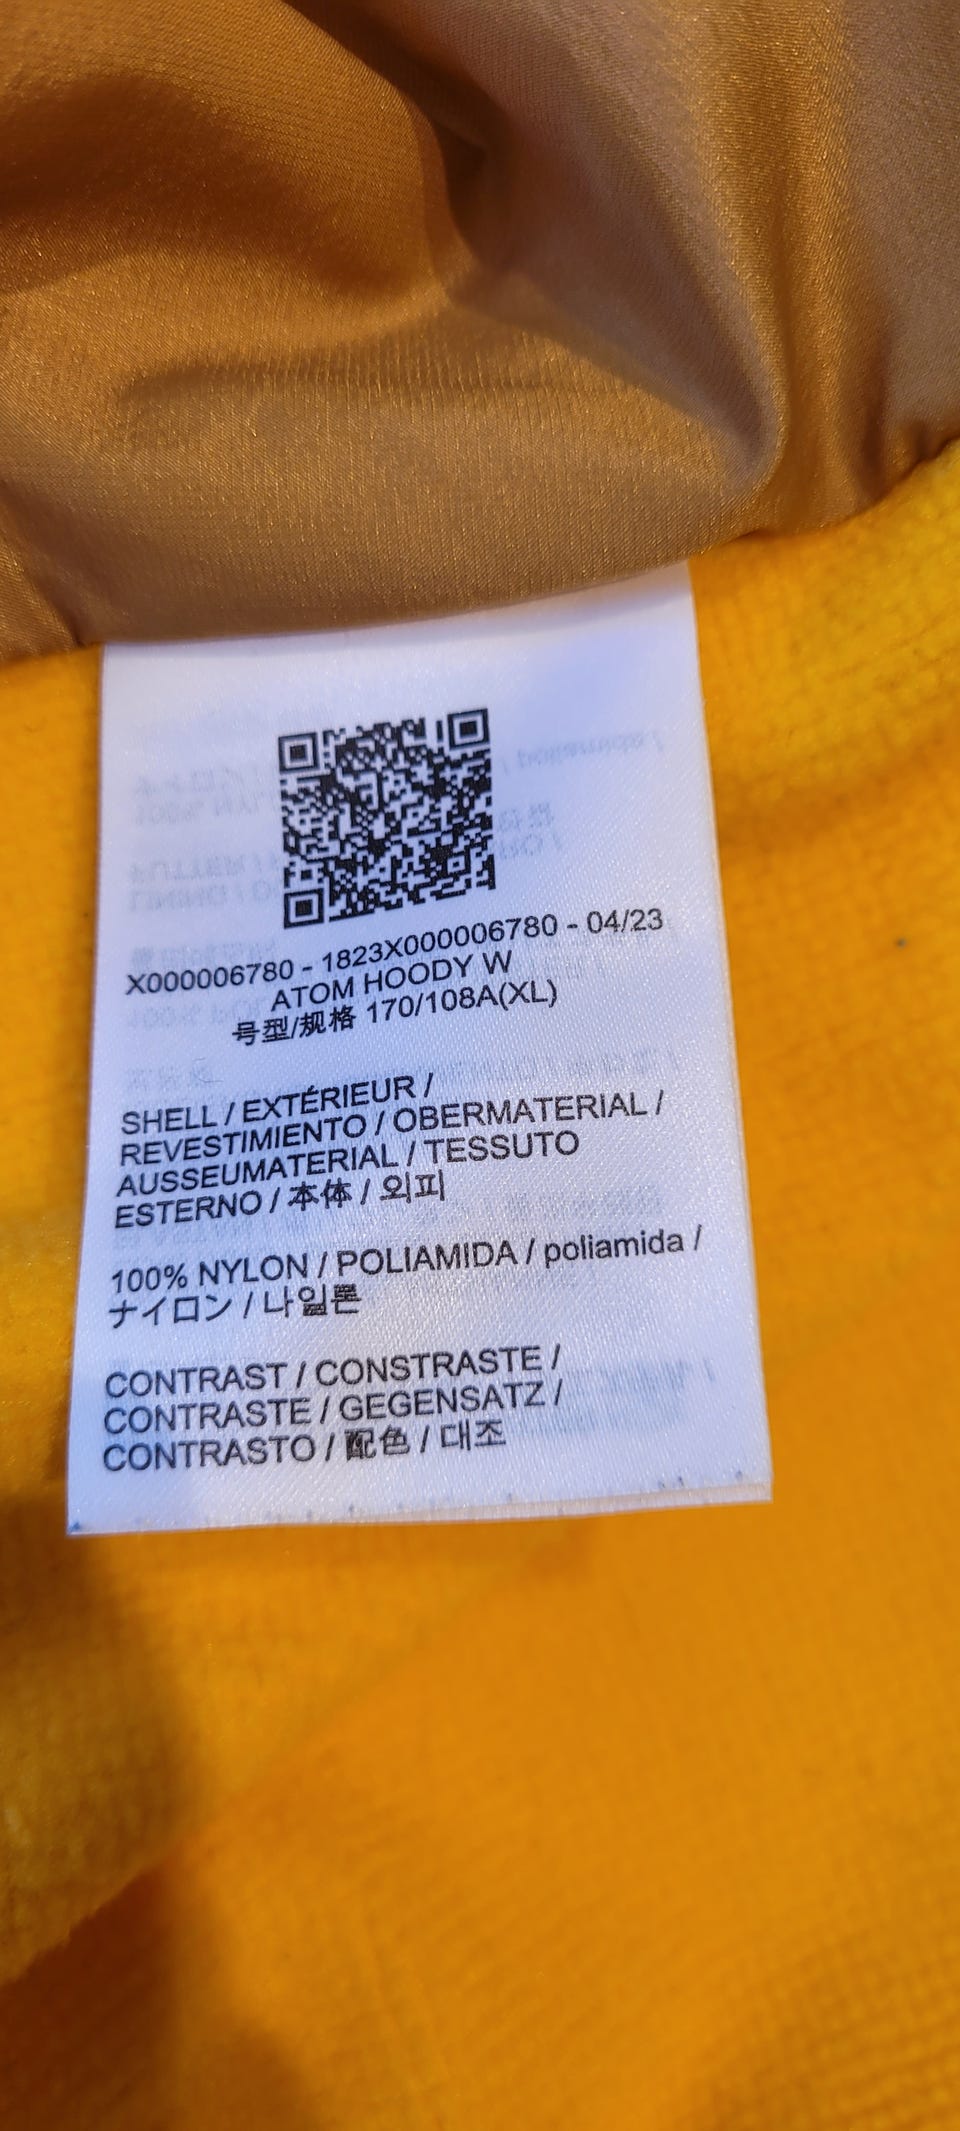 X000006780 - 1823X000006780 - 04/23
ATOM HOODY W
号型/规格 170/108A(XL)
SHELL / EXTÉRIEUR /
REVESTIMIENTO / OBERMATERIAL /
AUSSEUMATERIAL / TESSUTO
ESTERNO / 本体 / 외피
100% NYLON / POLIAMIDA / poliamida /
ナイロン / 나일론
CONTRAST / CONSTRASTE /
CONTRASTE / GEGENSATZ /
CONTRASTO / 配色 / 대조